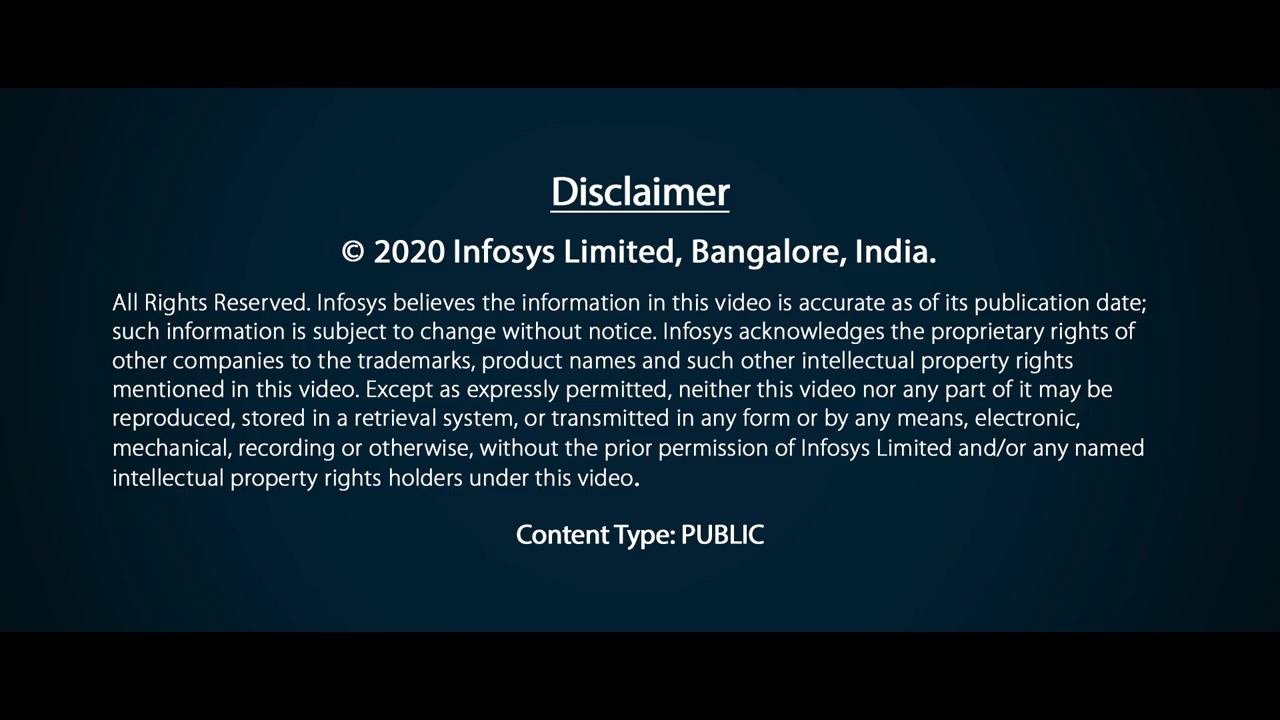 Disclaimer
© 2020 Infosys Limited, Bangalore, India.
All Rights Reserved. Infosys believes the information in this video is accurate as of its publication date;
such information is subject to change without notice. Infosys acknowledges the proprietary rights of
other companies to the trademarks, product names and such other intellectual property rights
mentioned in this video. Except as expressly permitted, neither this video nor any part of it may be
reproduced, stored in a retrieval system, or transmitted in any form or by any means, electronic,
mechanical, recording or otherwise, without the prior permission of Infosys Limited and/or any named
intellectual property rights holders under this video.
Content Type: PUBLIC